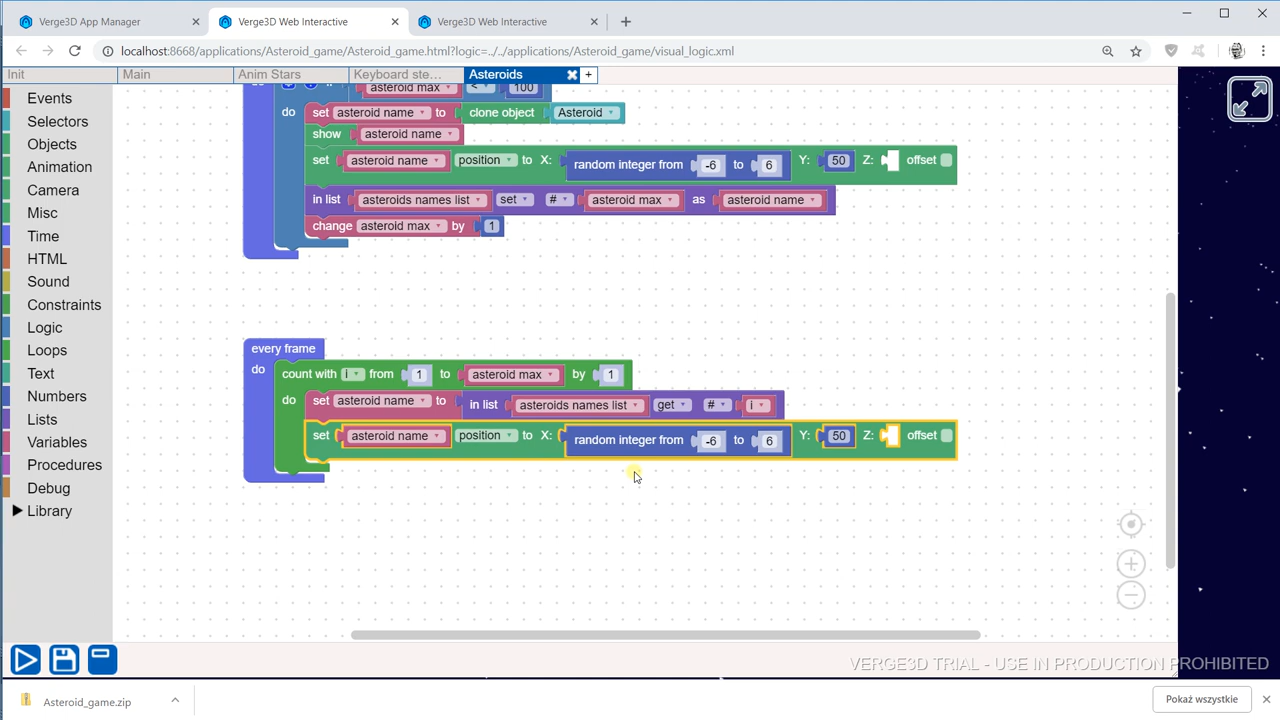 Verge3D App Manager
Verge3D Web Interactive
Verge3D Web Interactive
localhost:8668/applications/Asteroid_game/Asteroid_game.html?logic=../../applications/Asteroid_game/visual_logic.xml
Init
Main
Anim Stars
Keyboard ste…
Asteroids
+
Events
Selectors
Objects
Animation
Camera
Misc
Time
HTML
Sound
Constraints
Logic
Loops
Text
Numbers
Lists
Variables
Procedures
Debug
Library
asteroid max < 100
do set asteroid name to clone object Asteroid
show asteroid name
set asteroid name position to X: random integer from -6 to 6 Y: 50 Z: offset
in list asteroids names list set # asteroid max as asteroid name
change asteroid max by 1
every frame
do count with i from 1 to asteroid max by 1
do set asteroid name to in list asteroids names list get # i
set asteroid name position to X: random integer from -6 to 6 Y: 50 Z: offset
VERGE3D TRIAL - USE IN PRODUCTION PROHIBITED
Asteroid_game.zip
Pokaż wszystkie